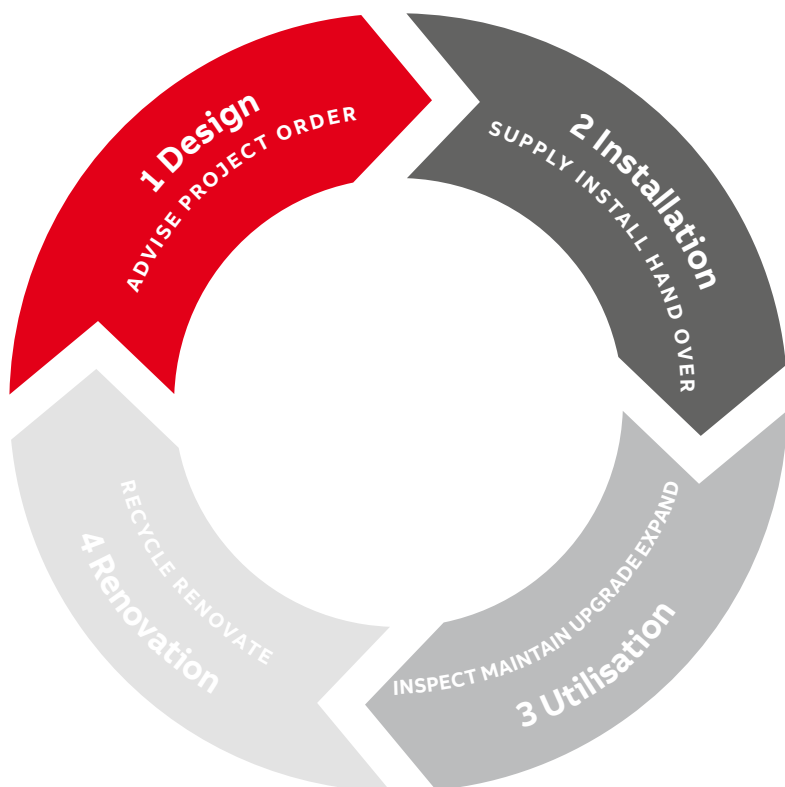 1 Design
ADVISE PROJECT ORDER
2 Installation
SUPPLY INSTALL HAND OVER
INSPECT MAINTAIN UPGRADE EXPAND
3 Utilisation
RECYCLE RENOVATE
4 Renovation